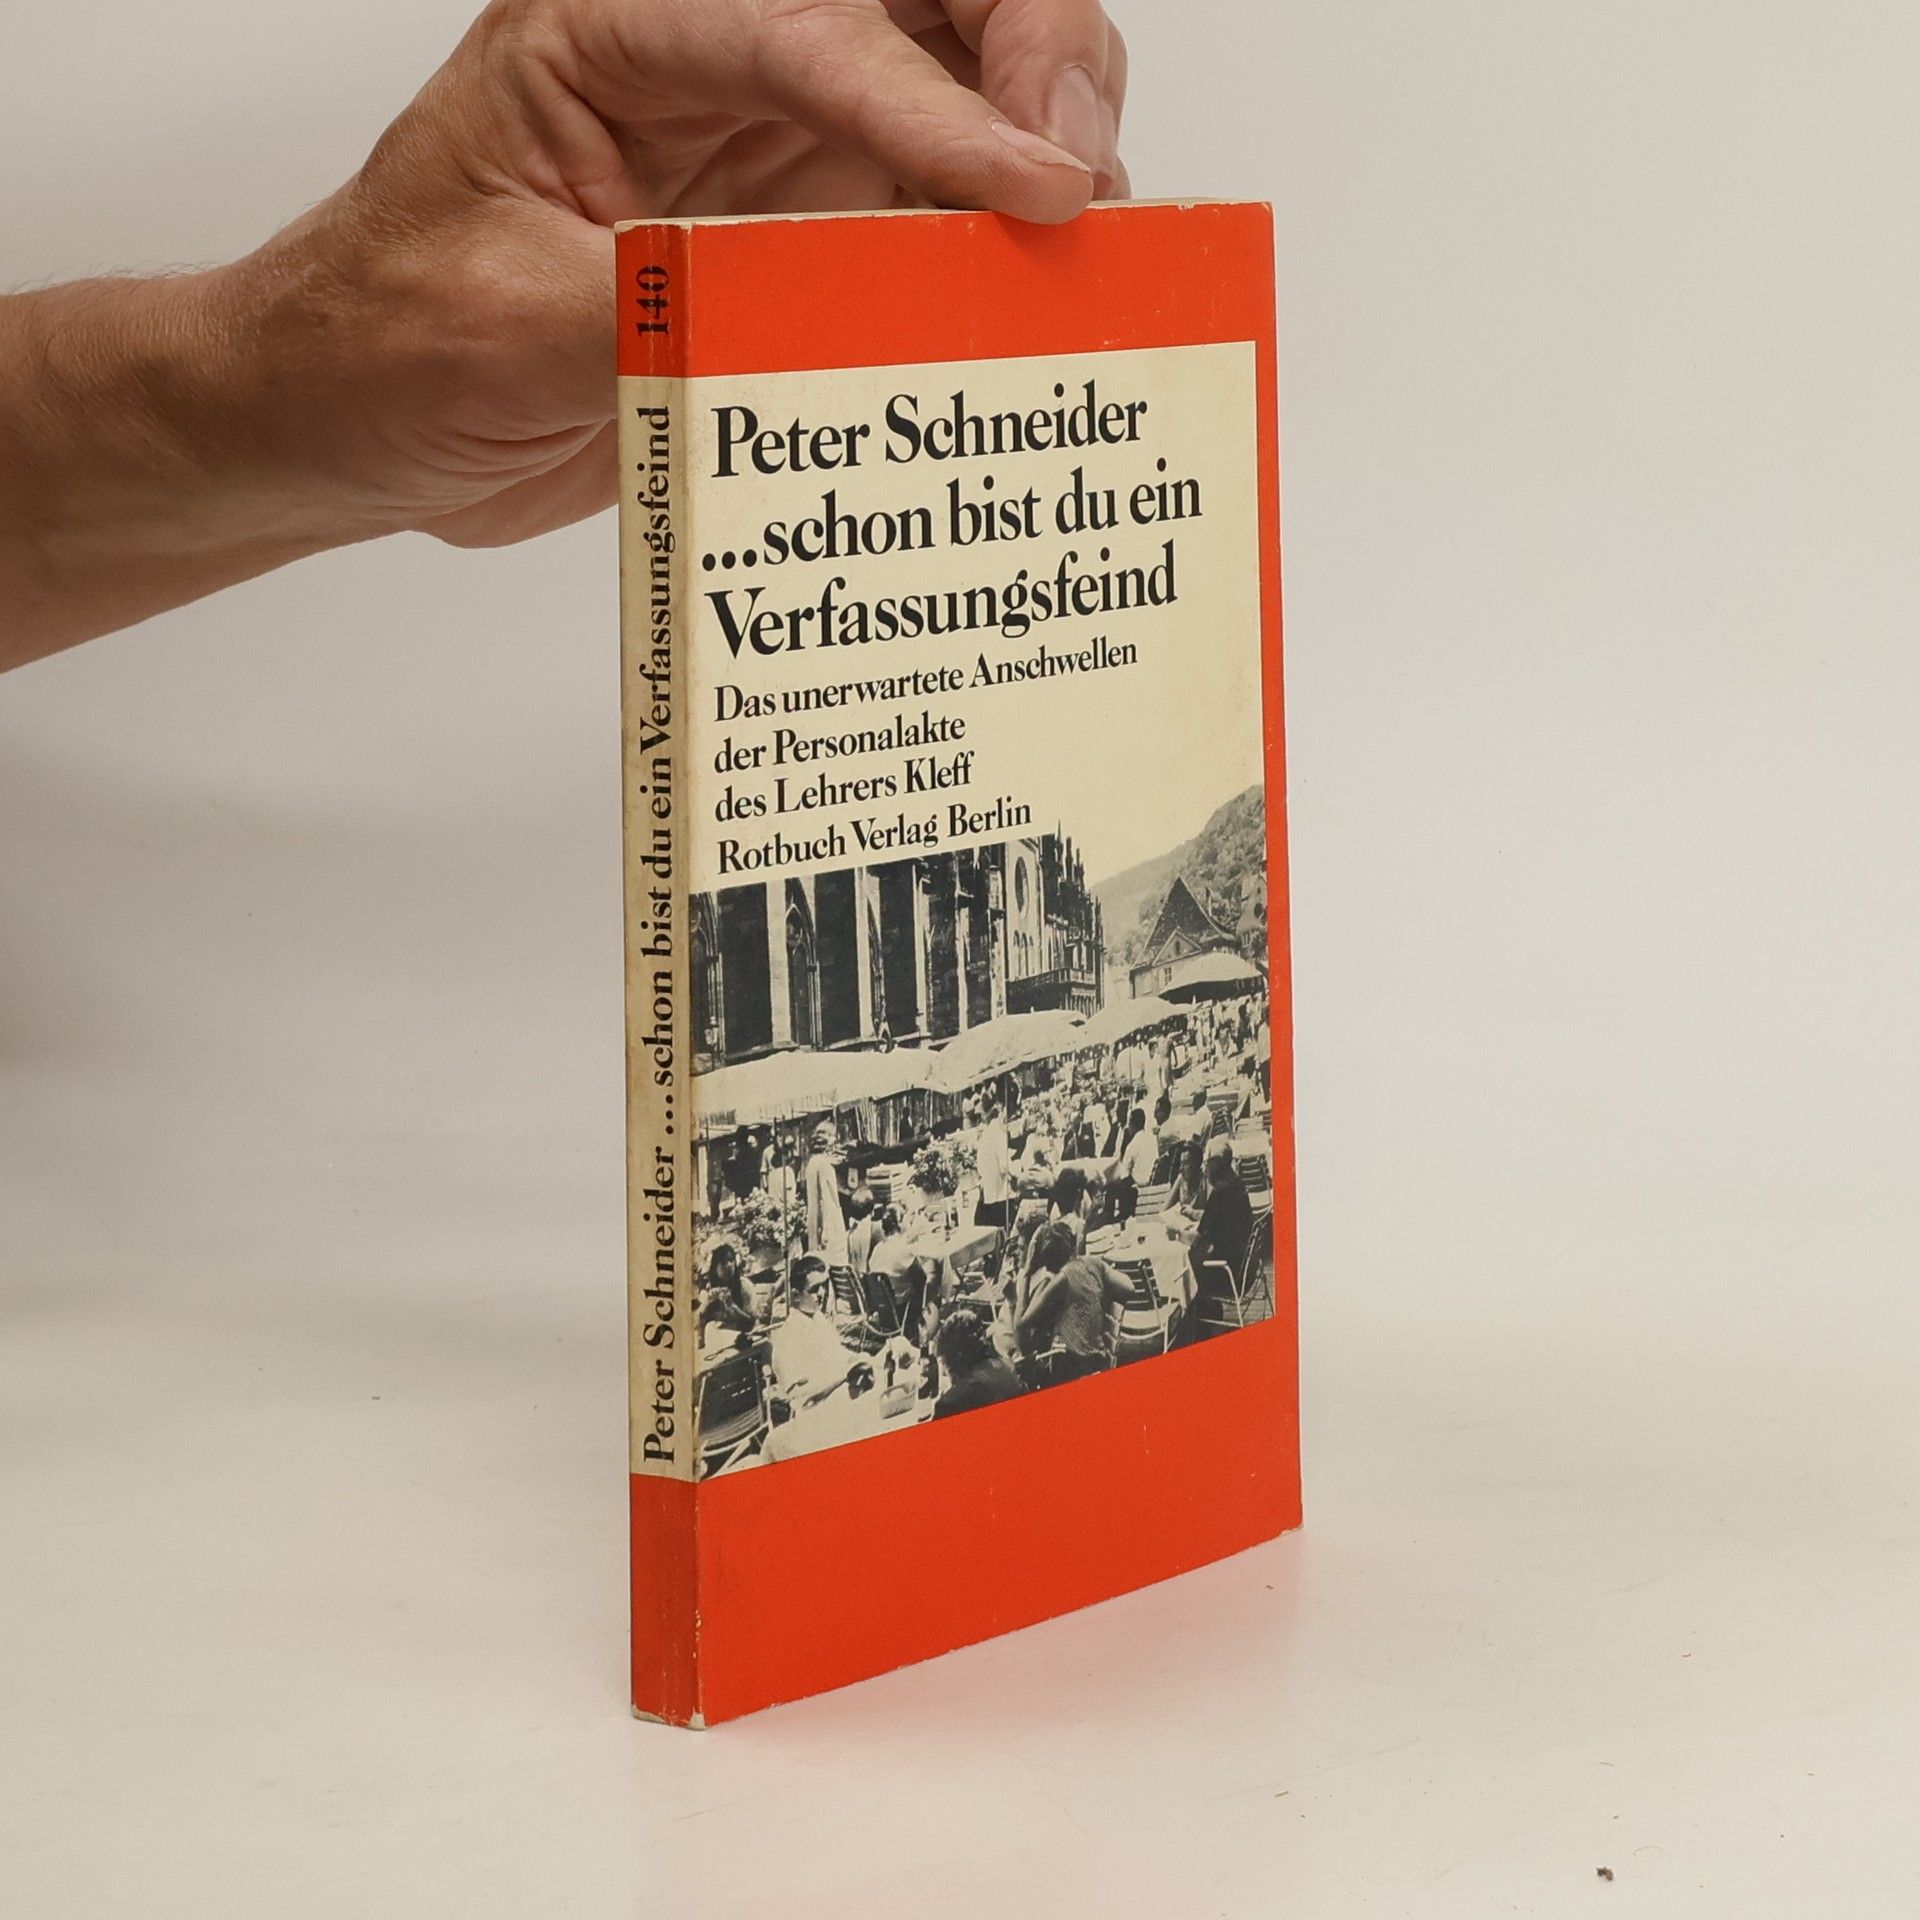 140
Peter Schneider ...schon bist du ein Verfassungsfeind
Peter Schneider
...schon bist du ein
Verfassungsfeind
Das unerwartete Anschwellen
der Personalakte
des Lehrers Kleff
Rotbuch Verlag Berlin